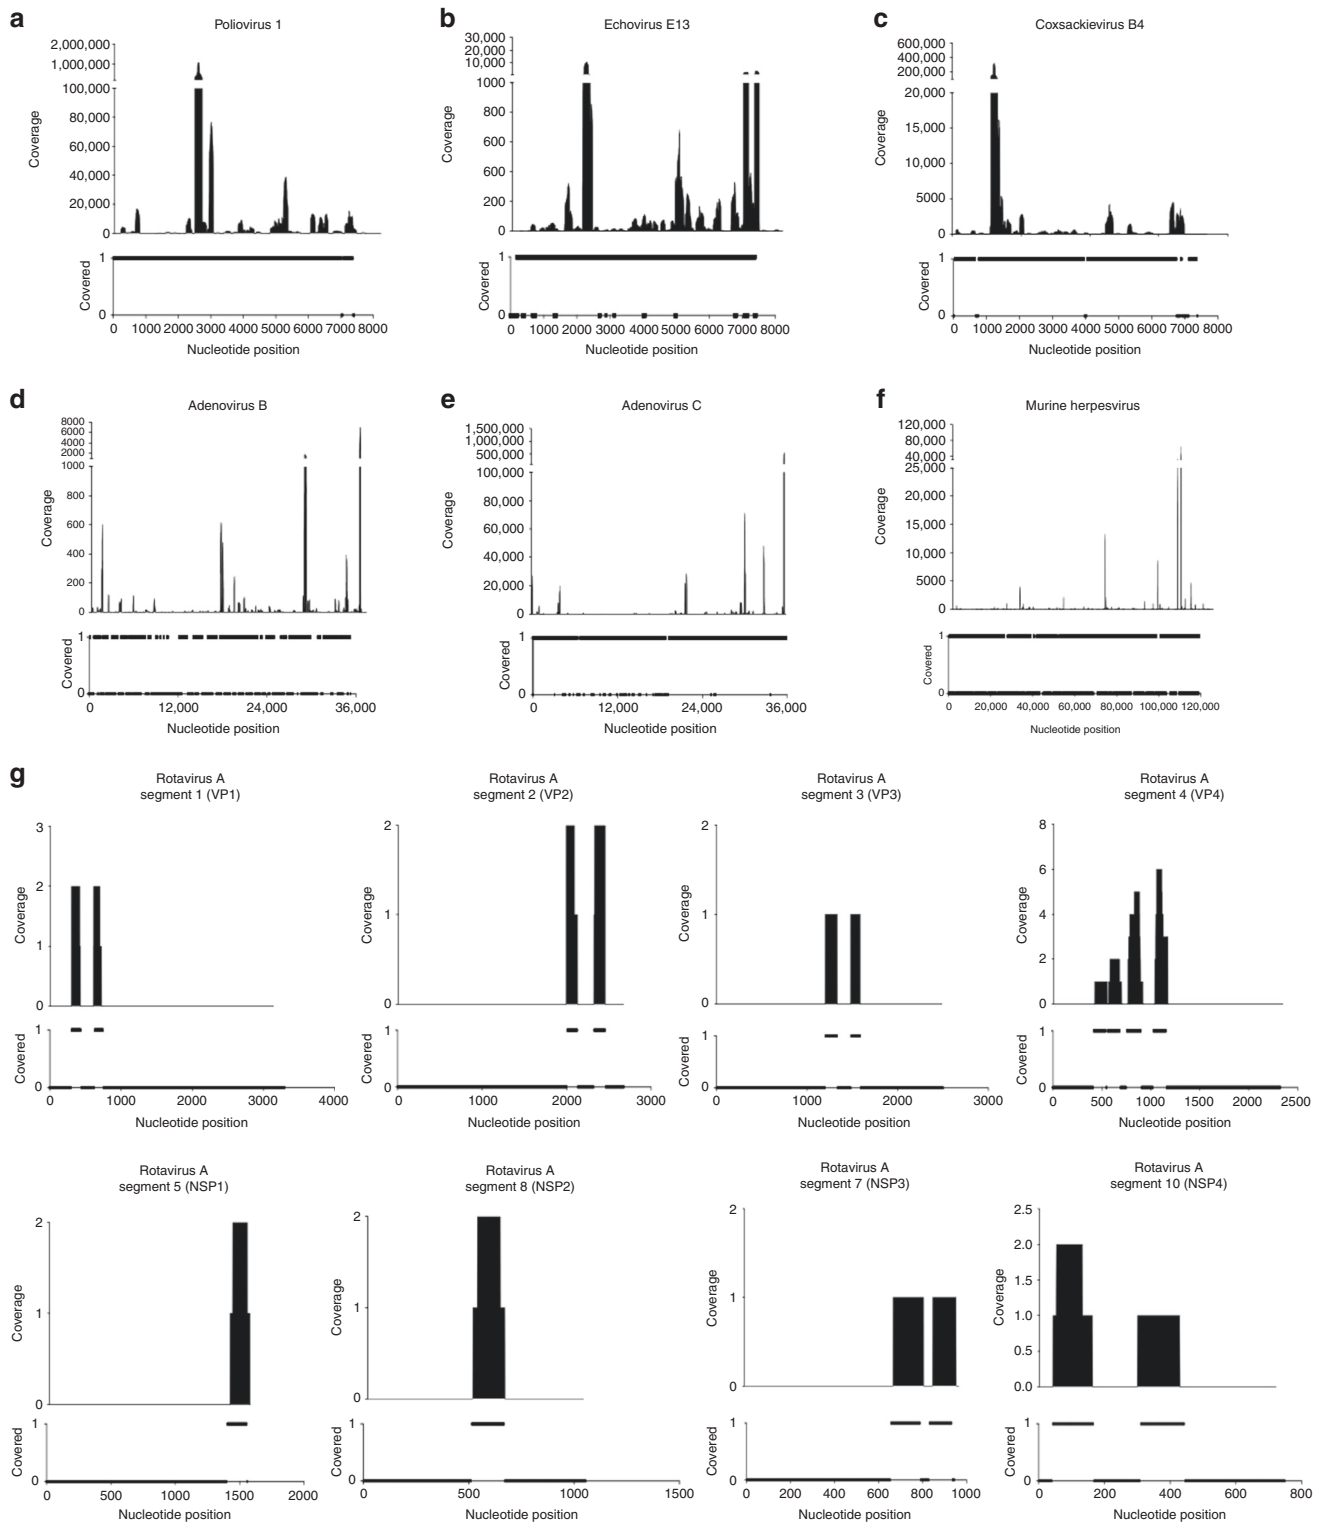 a
Poliovirus 1
2,000,000
1,000,000
100,000
80,000
60,000
40,000
20,000
0
Coverage
1
0
Covered
0 1000 2000 3000 4000 5000 6000 7000 8000
Nucleotide position
b
Echovirus E13
30,000
20,000
10,000
1000
800
600
600
200
0
Coverage
1
0
Covered
0 1000 2000 3000 4000 5000 6000 7000 8000
Nucleotide position
c
Coxsackievirus B4
600,000
400,000
200,000
20,000
15,000
10,000
5000
0
Coverage
1
0
Covered
0 1000 2000 3000 4000 5000 6000 7000 8000
Nucleotide position
d
Adenovirus B
8000
6000
4000
2000
1000
800
600
400
200
0
Coverage
1
0
Covered
0 12,000 24,000 36,000
Nucleotide position
e
Adenovirus C
1,500,000
1,000,000
500,000
100,000
80,000
60,000
40,000
20,000
0
Coverage
1
0
Covered
0 12,000 24,000 36,000
Nucleotide position
f
Murine herpesvirus
120,000
80,000
40,000
25,000
20,000
15,000
10,000
5000
0
Coverage
1
0
Covered
0 20,000 40,000 60,000 80,000 100,000 120,000
Nucleotide position
g
Rotavirus A
segment 1 (VP1)
3
2
1
0
Coverage
1
0
Covered
0 1000 2000 3000 4000
Nucleotide position
Rotavirus A
segment 2 (VP2)
2
1
0
Coverage
1
0
Covered
0 1000 2000 3000
Nucleotide position
Rotavirus A
segment 3 (VP3)
2
1
0
Coverage
1
0
Covered
0 1000 2000 3000
Nucleotide position
Rotavirus A
segment 4 (VP4)
8
6
4
2
0
Coverage
1
0
Covered
0 500 1000 1500 2000 2500
Nucleotide position
Rotavirus A
segment 5 (NSP1)
2
1
0
Coverage
1
0
Covered
0 500 1000 1500 2000
Nucleotide position
Rotavirus A
segment 8 (NSP2)
2
1
0
Coverage
1
0
Covered
0 500 1000 1500
Nucleotide position
Rotavirus A
segment 7 (NSP3)
2
1
0
Coverage
1
0
Covered
0 200 400 600 800 1000
Nucleotide position
Rotavirus A
segment 10 (NSP4)
2.5
2.0
1.5
1.0
0.5
0.0
Coverage
1
0
Covered
0 200 400 600 800
Nucleotide position